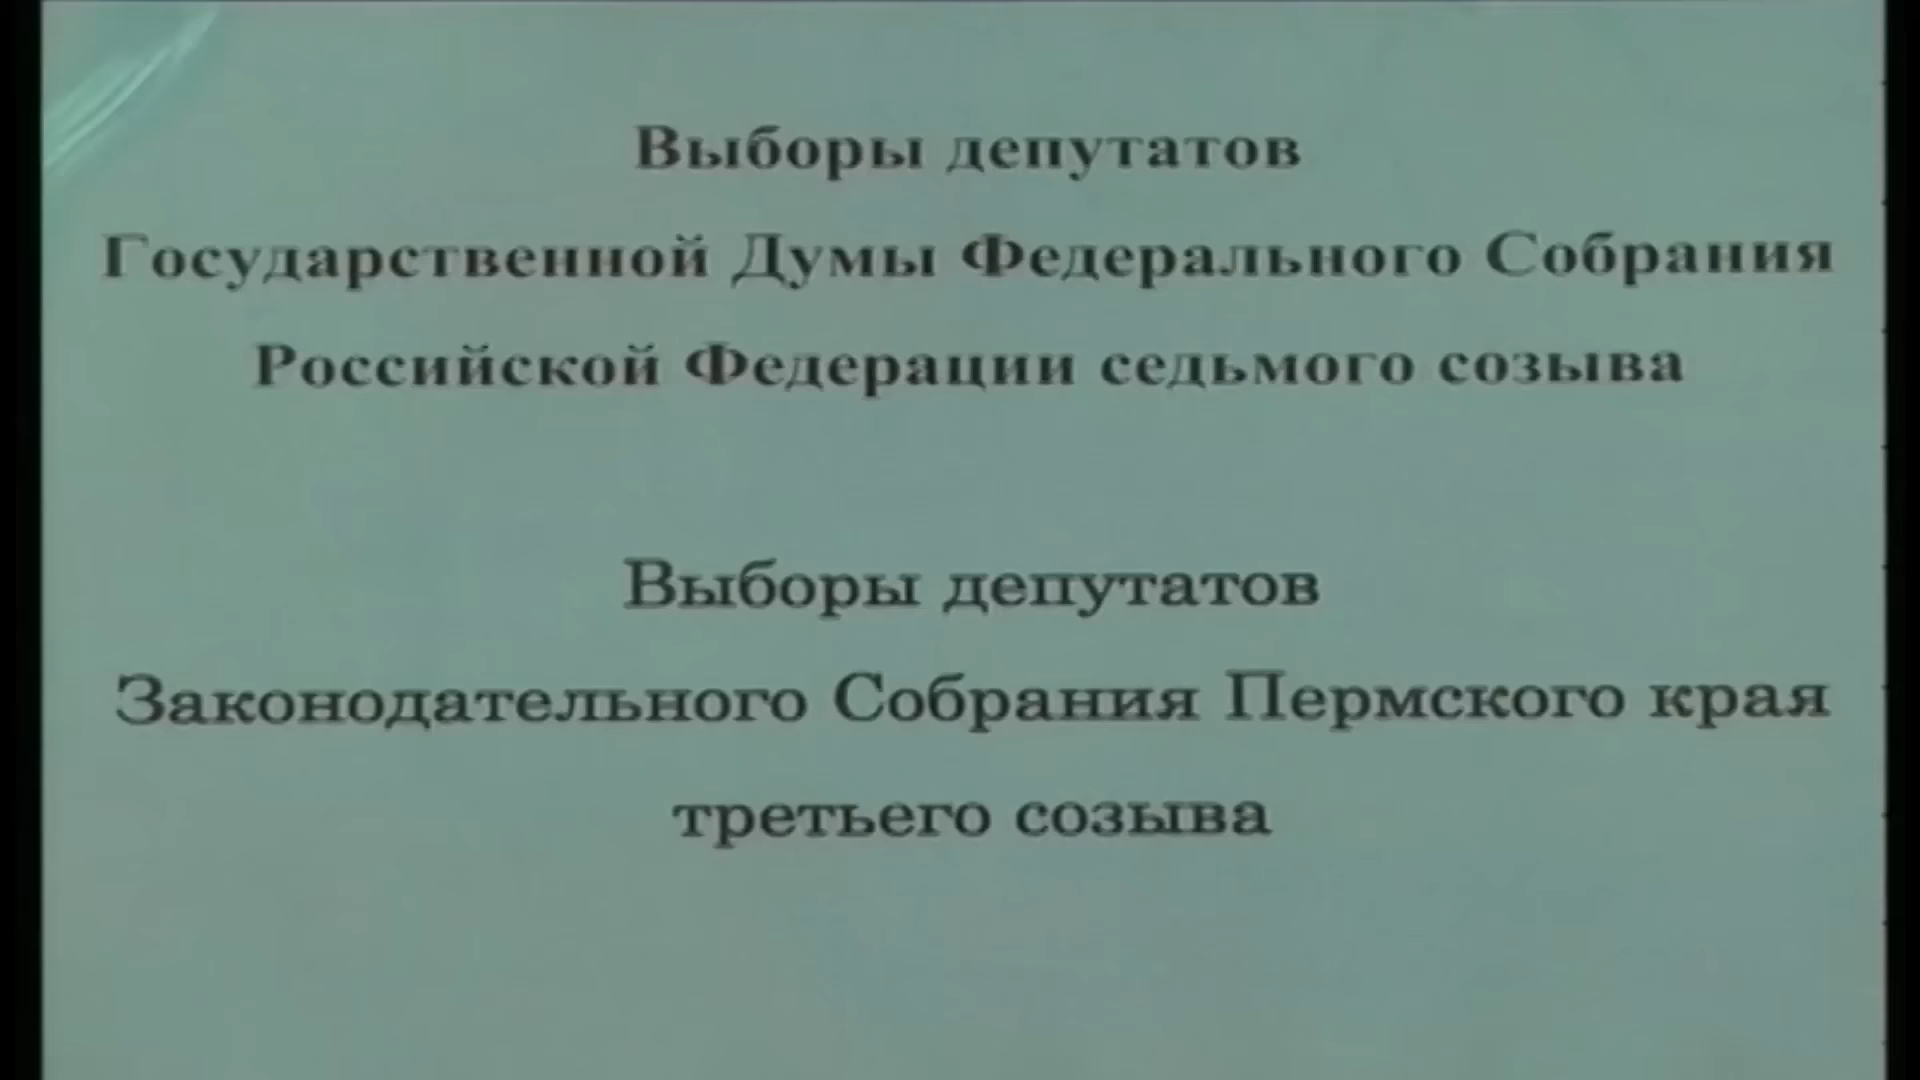 Выборы депутатов
Государственной Думы Федерального Собрания
Российской Федерации седьмого созыва
Выборы депутатов
Законодательного Собрания Пермского края
третьего созыва